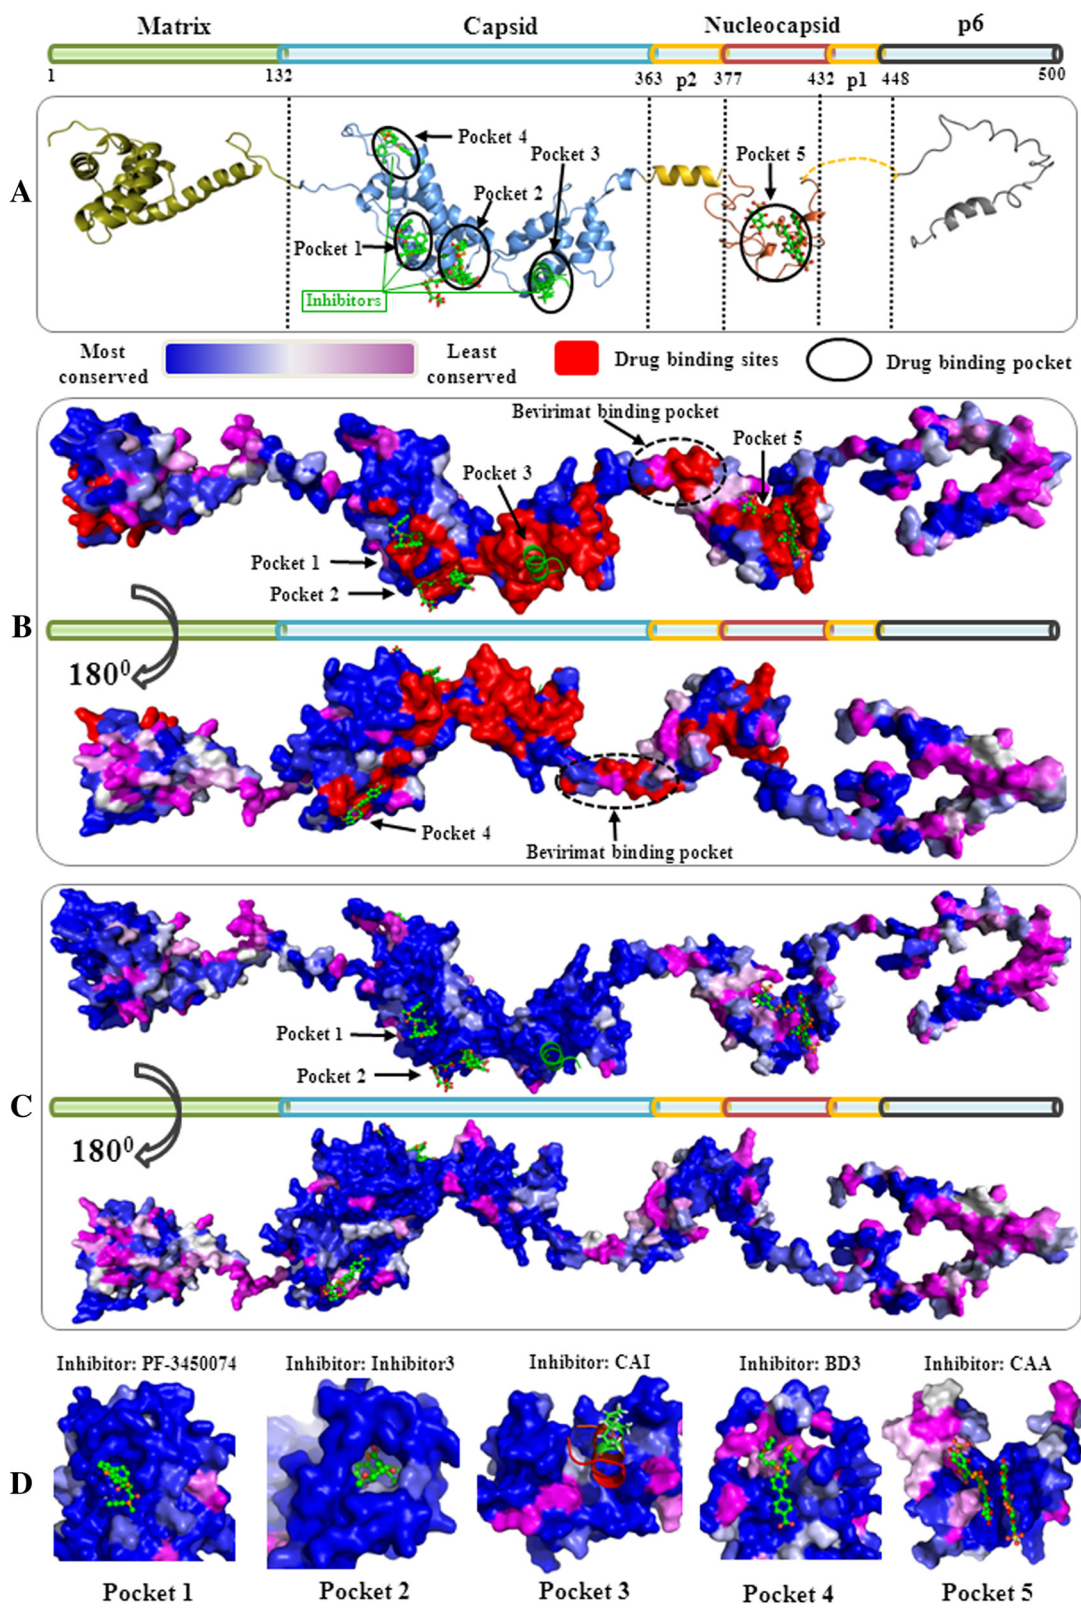 Matrix Capsid Nucleocapsid p6
1 132 363 p2 377 432 p1 448 500
A
Pocket 4
Pocket 3
Pocket 2
Pocket 1
Inhibitors
Pocket 5
Most conserved
Least conserved
Drug binding sites
Drug binding pocket
B
Bevirimat binding pocket
Pocket 5
Pocket 3
Pocket 1
Pocket 2
180⁰
Pocket 4
Bevirimat binding pocket
C
Pocket 1
Pocket 2
180⁰
D
Inhibitor: PF-3450074 Inhibitor: Inhibitor3 Inhibitor: CAI Inhibitor: BD3 Inhibitor: CAA
Pocket 1 Pocket 2 Pocket 3 Pocket 4 Pocket 5